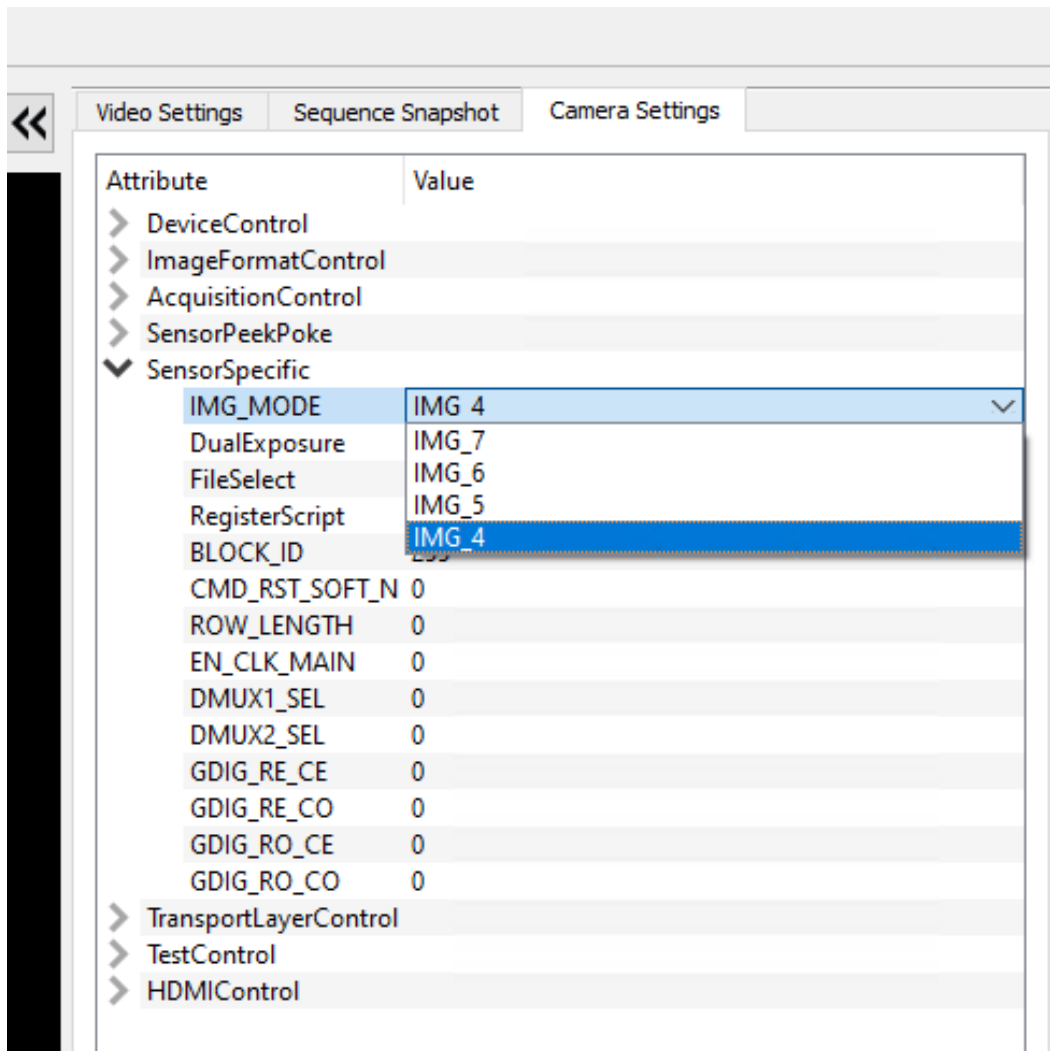 Video Settings Sequence Snapshot Camera Settings
Attribute Value
DeviceControl
ImageFormatControl
AcquisitionControl
SensorPeekPoke
SensorSpecific
IMG_MODE IMG_4
DualExposure IMG_7
FileSelect IMG_6
RegisterScript IMG_5
IMG_4
BLOCK_ID
CMD_RST_SOFT_N 0
ROW_LENGTH 0
EN_CLK_MAIN 0
DMUX1_SEL 0
DMUX2_SEL 0
GDIG_RE_CE 0
GDIG_RE_CO 0
GDIG_RO_CE 0
GDIG_RO_CO 0
TransportLayerControl
TestControl
HDMIControl